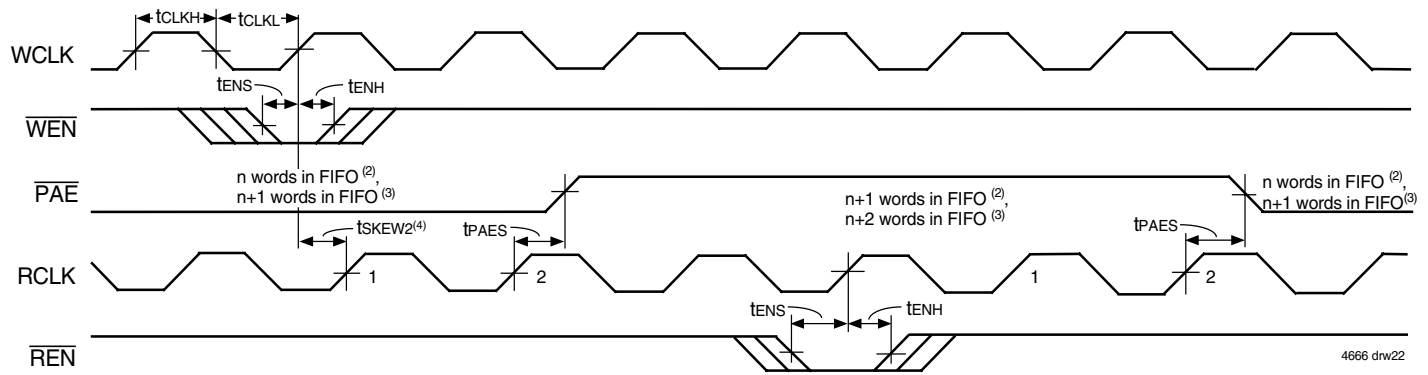 tCLKH tCLKL
WCLK
tENS tENH
WEN
n words in FIFO (2),
n+1 words in FIFO (3)
PAE
n+1 words in FIFO (2),
n+2 words in FIFO (3)
n words in FIFO (2),
n+1 words in FIFO(3)
tSKEW2(4) tPAES tPAES
RCLK 1 2 1 2
tENS tENH
REN
4666 drw22